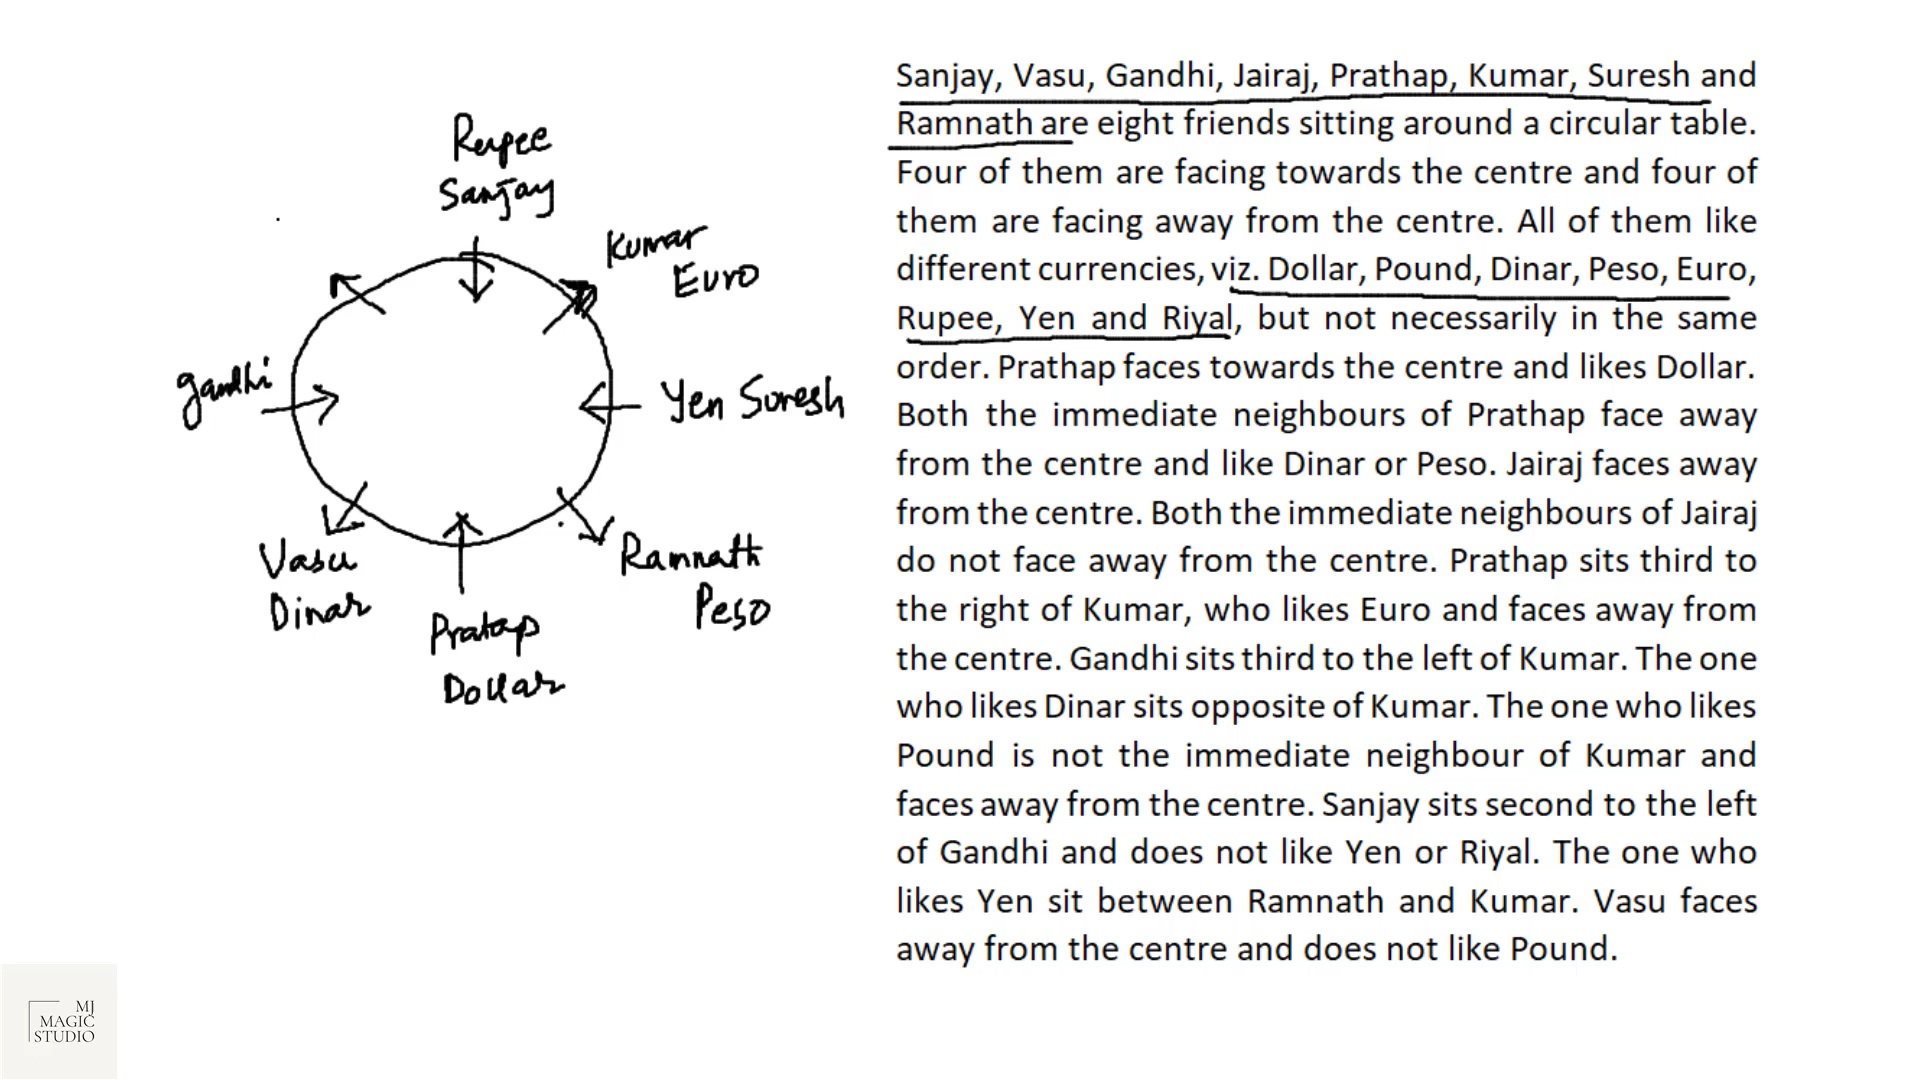 Rupee
Sanjay
Kumar
Euro
Gandhi
Yen Suresh
Vasu
Dinar
Ramnath
Peso
Pratap
Dollar
Sanjay, Vasu, Gandhi, Jairaj, Prathap, Kumar, Suresh and
Ramnath are eight friends sitting around a circular table.
Four of them are facing towards the centre and four of
them are facing away from the centre. All of them like
different currencies, viz. Dollar, Pound, Dinar, Peso, Euro,
Rupee, Yen and Riyal, but not necessarily in the same
order. Prathap faces towards the centre and likes Dollar.
Both the immediate neighbours of Prathap face away
from the centre and like Dinar or Peso. Jairaj faces away
from the centre. Both the immediate neighbours of Jairaj
do not face away from the centre. Prathap sits third to
the right of Kumar, who likes Euro and faces away from
the centre. Gandhi sits third to the left of Kumar. The one
who likes Dinar sits opposite of Kumar. The one who likes
Pound is not the immediate neighbour of Kumar and
faces away from the centre. Sanjay sits second to the left
of Gandhi and does not like Yen or Riyal. The one who
likes Yen sit between Ramnath and Kumar. Vasu faces
away from the centre and does not like Pound.
MJ
MAGIC
STUDIO